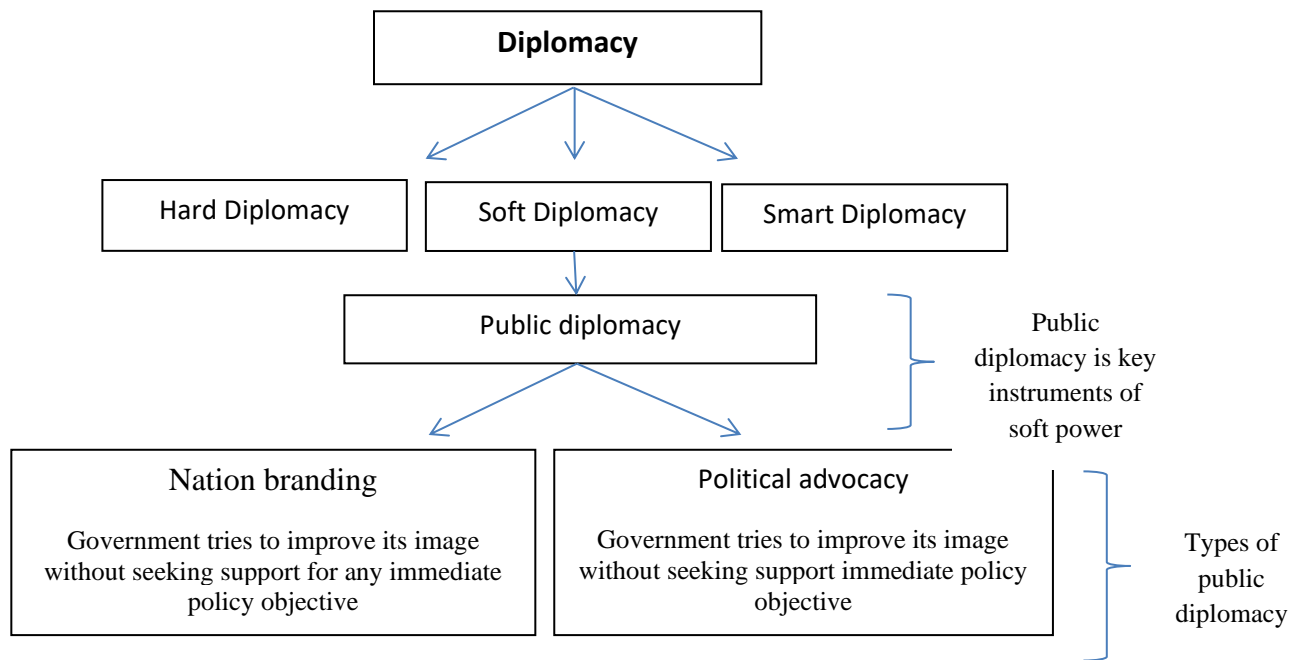 Diplomacy
Hard Diplomacy
Soft Diplomacy
Smart Diplomacy
Public diplomacy
Public
diplomacy is key
instruments of
soft power
Nation branding
Government tries to improve its image
without seeking support for any immediate
policy objective
Political advocacy
Government tries to improve its image
without seeking support immediate policy
objective
Types of
public
diplomacy